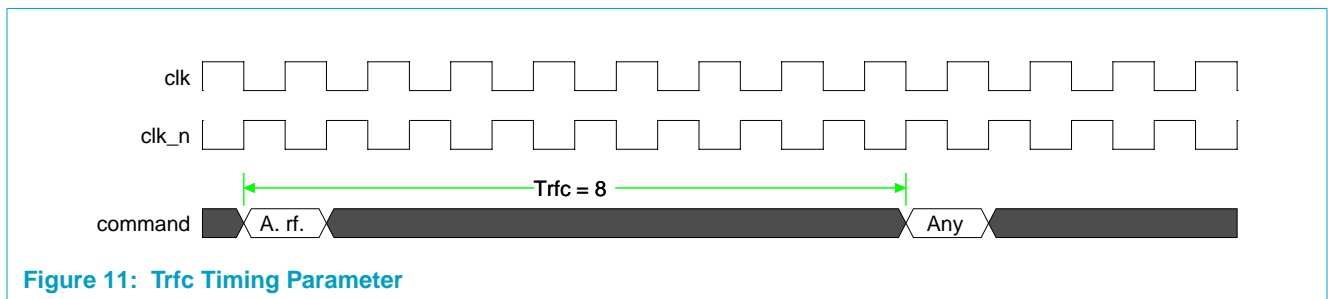 clk
clk_n
Trfc = 8
command A. rf. Any
Figure 11: Trfc Timing Parameter